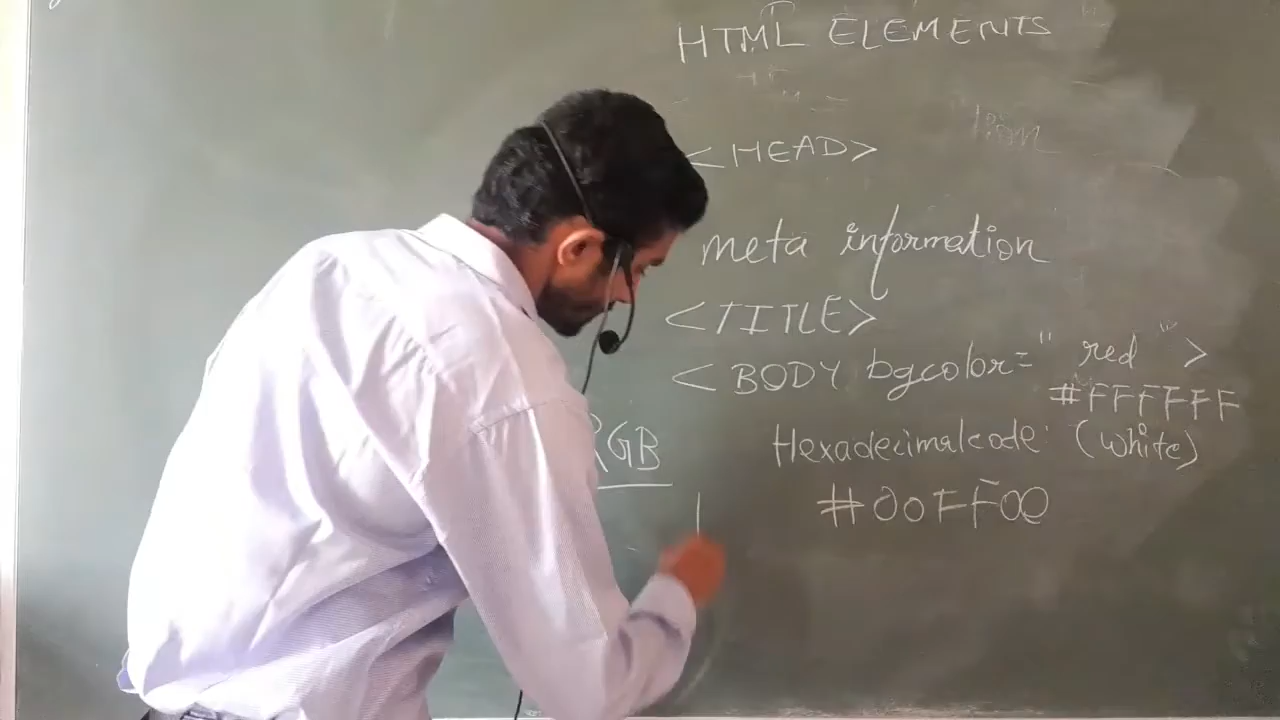 HTML ELEMENTS
<HEAD>
meta information
<TITLE>
<BODY bgcolor=" red ">
#FFFFFF
RGB
Hexadecimalcode (white)
#00FF00